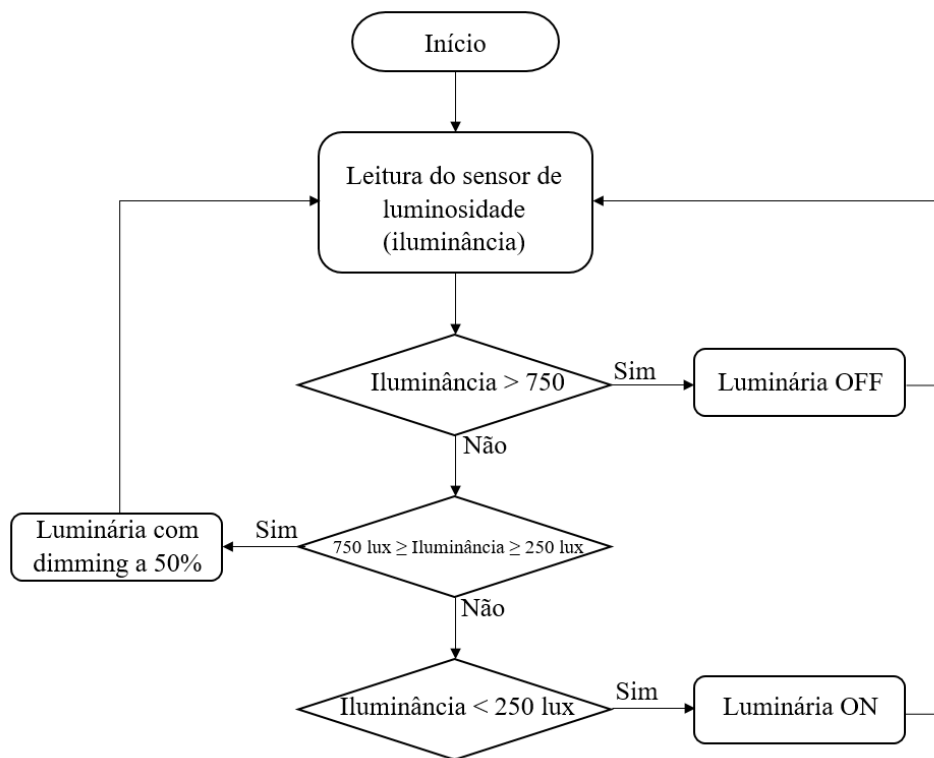 Início
Leitura do sensor de
luminosidade
(iluminância)
Iluminância > 750
Sim
Luminária OFF
Não
Luminária com
dimming a 50%
Sim
750 lux ≥ Iluminância ≥ 250 lux
Não
Iluminância < 250 lux
Sim
Luminária ON